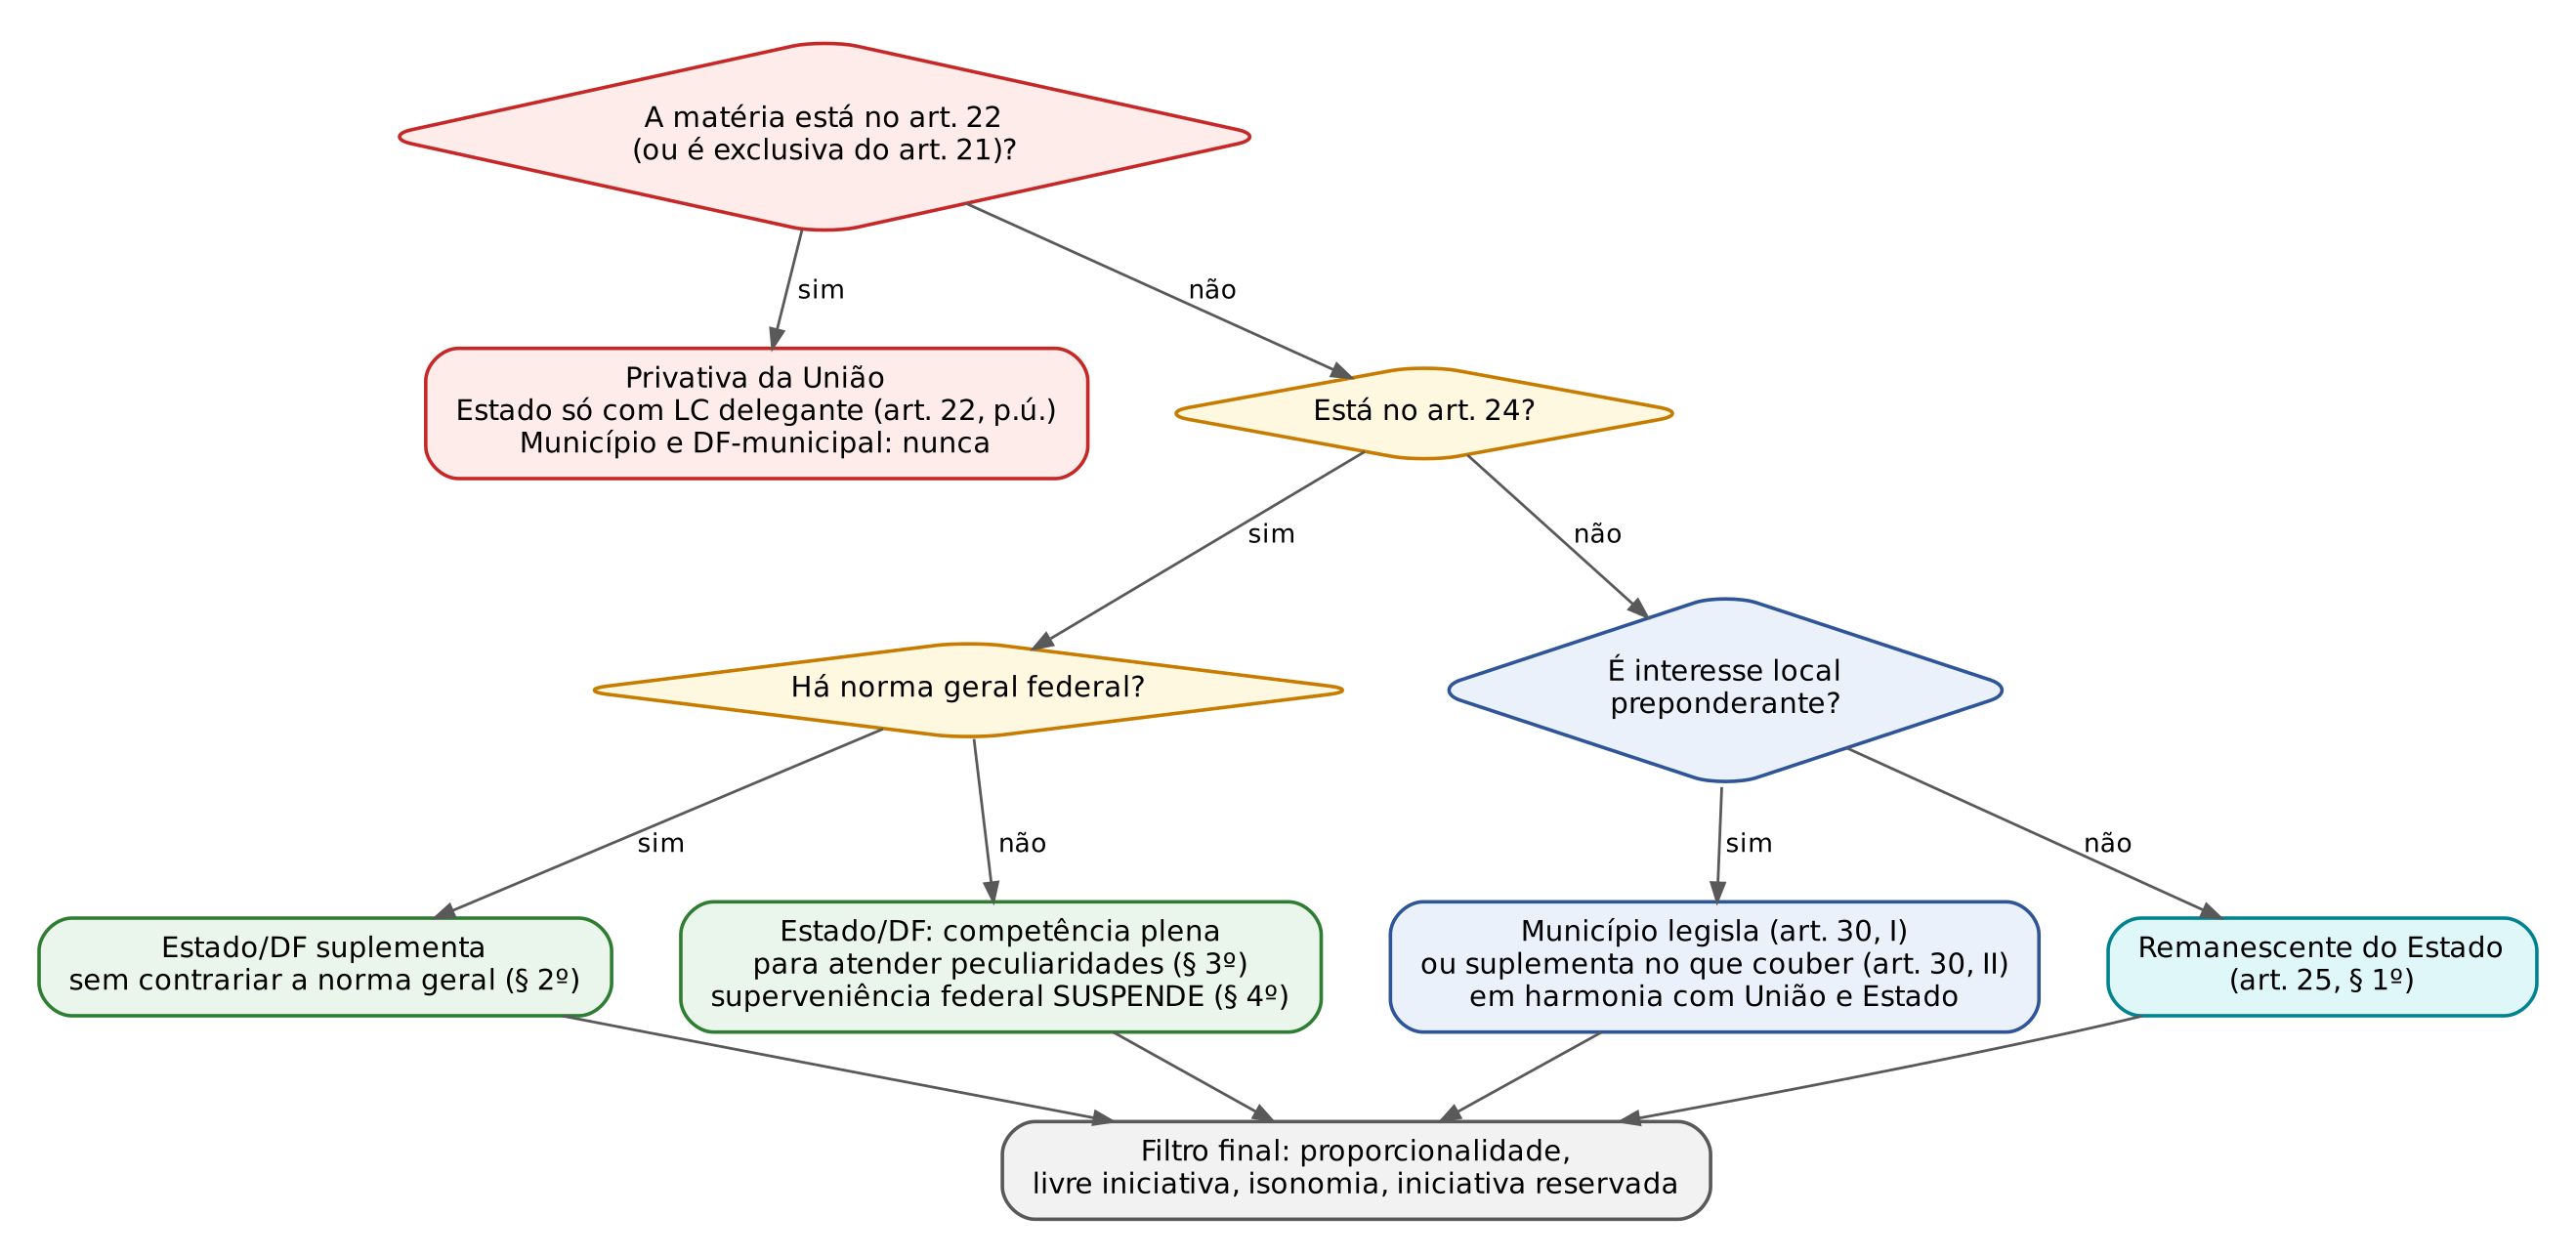 A matéria está no art. 22
(ou é exclusiva do art. 21)?
sim
não
Privativa da União
Estado só com LC delegante (art. 22, p.ú.)
Município e DF-municipal: nunca
Está no art. 24?
sim
não
Há norma geral federal?
É interesse local
preponderante?
sim
não
sim
não
Estado/DF suplementa
sem contrariar a norma geral (§ 2º)
Estado/DF: competência plena
para atender peculiaridades (§ 3º)
superveniência federal SUSPENDE (§ 4º)
Município legisla (art. 30, I)
ou suplementa no que couber (art. 30, II)
em harmonia com União e Estado
Remanescente do Estado
(art. 25, § 1º)
Filtro final: proporcionalidade,
livre iniciativa, isonomia, iniciativa reservada